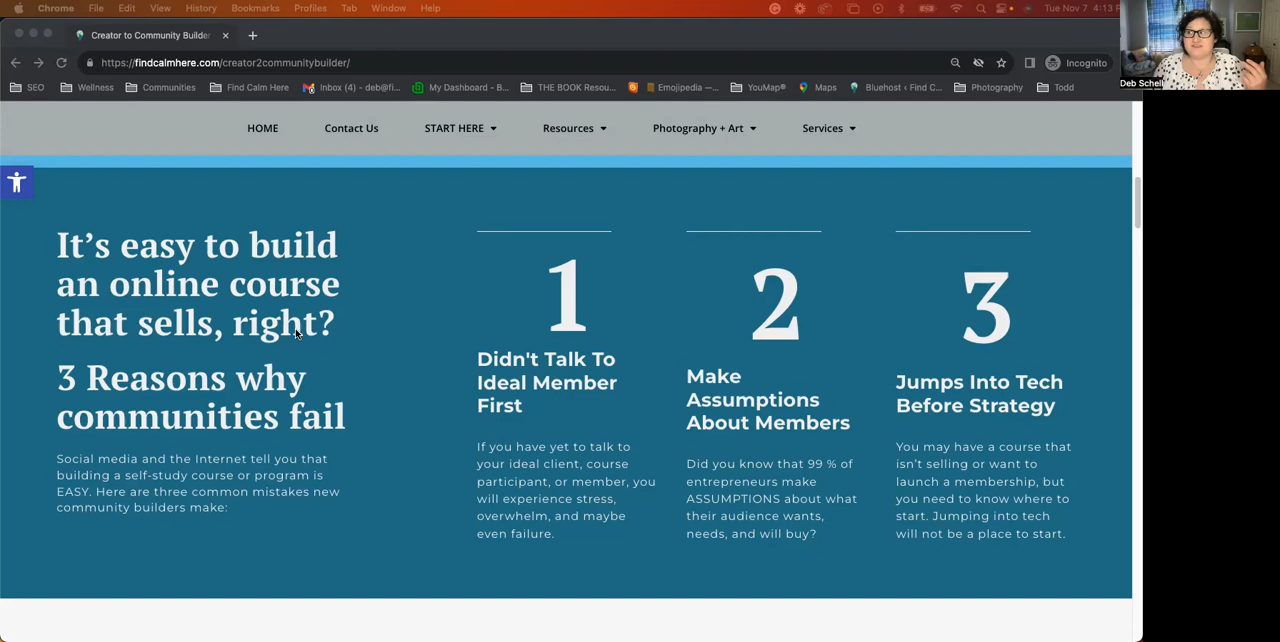 Chrome File Edit View History Bookmarks Profiles Tab Window Help
Tue Nov 7 4:13
Creator to Community Builder
https://findcalmhere.com/creator2communitybuilder/
Incognito
SEO Wellness Communities Find Calm Here Inbox (4) - deb@fi... My Dashboard - B... THE BOOK Resou... Emojipedia —... YouMap® Maps Bluehost ‹ Find C... Photography Todd
Deb Schell
HOME Contact Us START HERE Resources Photography + Art Services
It's easy to build
an online course
that sells, right?
3 Reasons why
communities fail
Social media and the Internet tell you that
building a self-study course or program is
EASY. Here are three common mistakes new
community builders make:
1
Didn't Talk To
Ideal Member
First
If you have yet to talk to
your ideal client, course
participant, or member, you
will experience stress,
overwhelm, and maybe
even failure.
2
Make
Assumptions
About Members
Did you know that 99 % of
entrepreneurs make
ASSUMPTIONS about what
their audience wants,
needs, and will buy?
3
Jumps Into Tech
Before Strategy
You may have a course that
isn't selling or want to
launch a membership, but
you need to know where to
start. Jumping into tech
will not be a place to start.